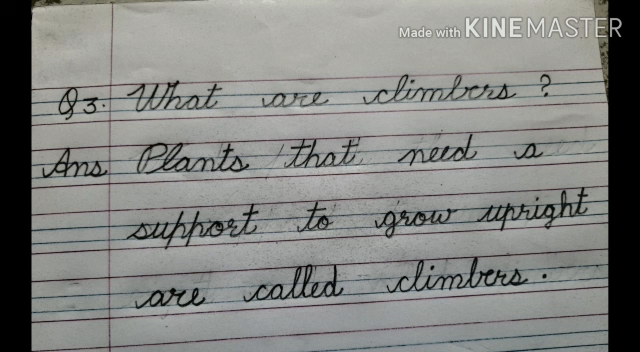 Made with KINEMASTER
Q3. What are climbers ?
Ans Plants that need a
support to grow upright
are called climbers.